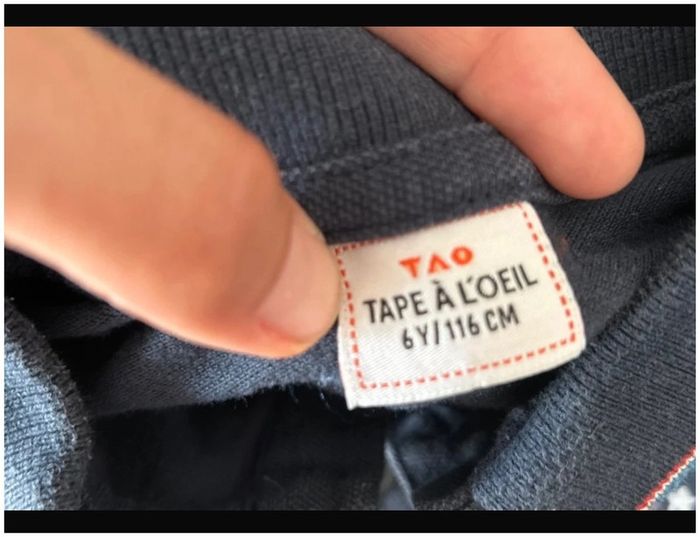 TAO
TAPE À L'OEIL
6Y/116 CM